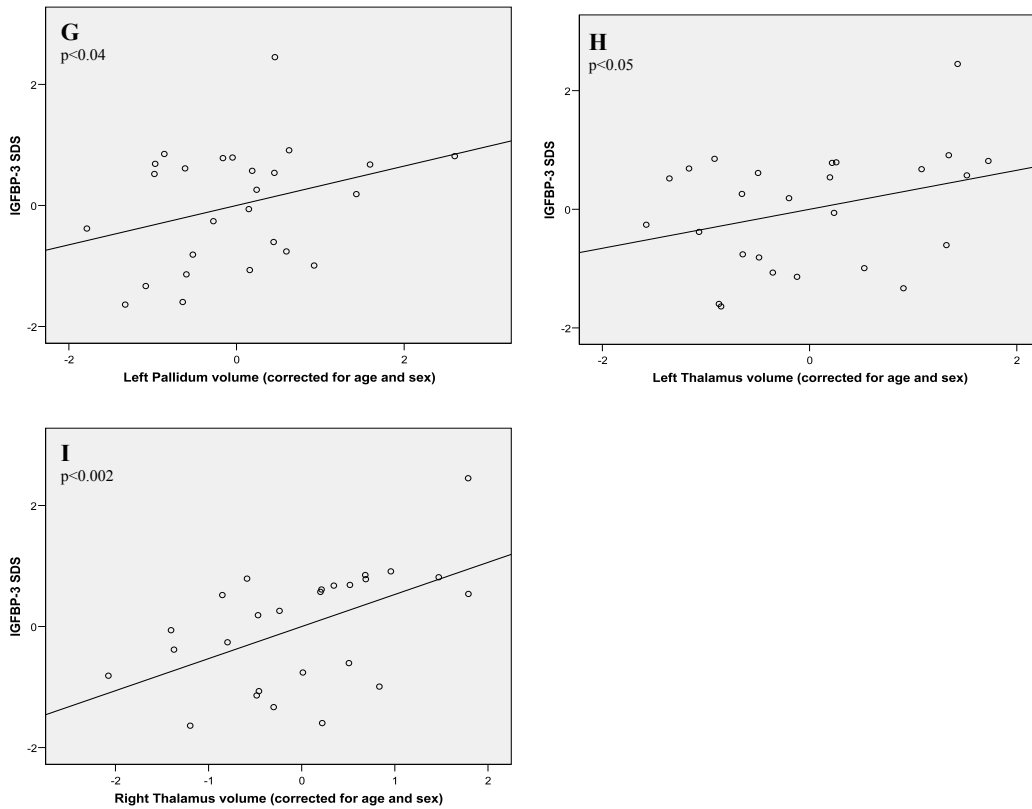 G
p<0.04
IGFBP-3 SDS
2
0
-2
-2 0 2
Left Pallidum volume (corrected for age and sex)
H
p<0.05
IGFBP-3 SDS
2
0
-2
-2 0 2
Left Thalamus volume (corrected for age and sex)
I
p<0.002
IGFBP-3 SDS
2
0
-2
-2 -1 0 1 2
Right Thalamus volume (corrected for age and sex)